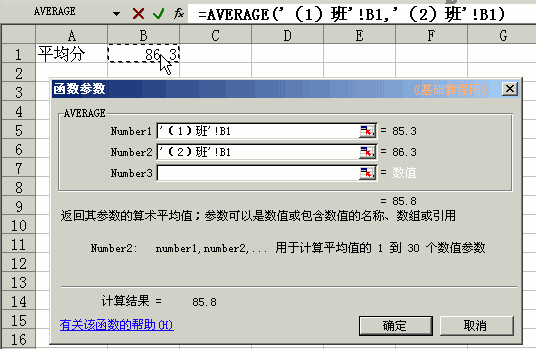 AVERAGE fx =AVERAGE('（1）班'!B1,'（2）班'!B1)
A B C D E F G
1 平均分 86.3
2
3
4
5
6
7
8
9
10
11
12
13
14
15
16
函数参数 《基础教程网》
AVERAGE
Number1 '（1）班'!B1 = 85.3
Number2 '（2）班'!B1 = 86.3
Number3 = 数值
= 85.8
返回其参数的算术平均值；参数可以是数值或包含数值的名称、数组或引用
Number2: number1,number2,... 用于计算平均值的 1 到 30 个数值参数
计算结果 = 85.8
有关该函数的帮助(H) 确定 取消